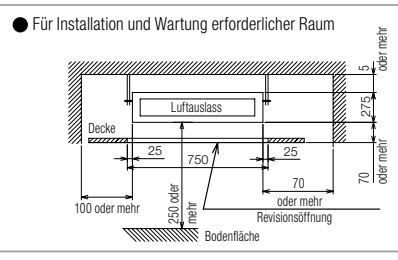 ● Für Installation und Wartung erforderlicher Raum
5
oder mehr
Luftauslass
275
Decke
25
750
25
70
oder mehr
100 oder mehr
250 oder
mehr
70
oder mehr
Revisionsöffnung
Bodenfläche